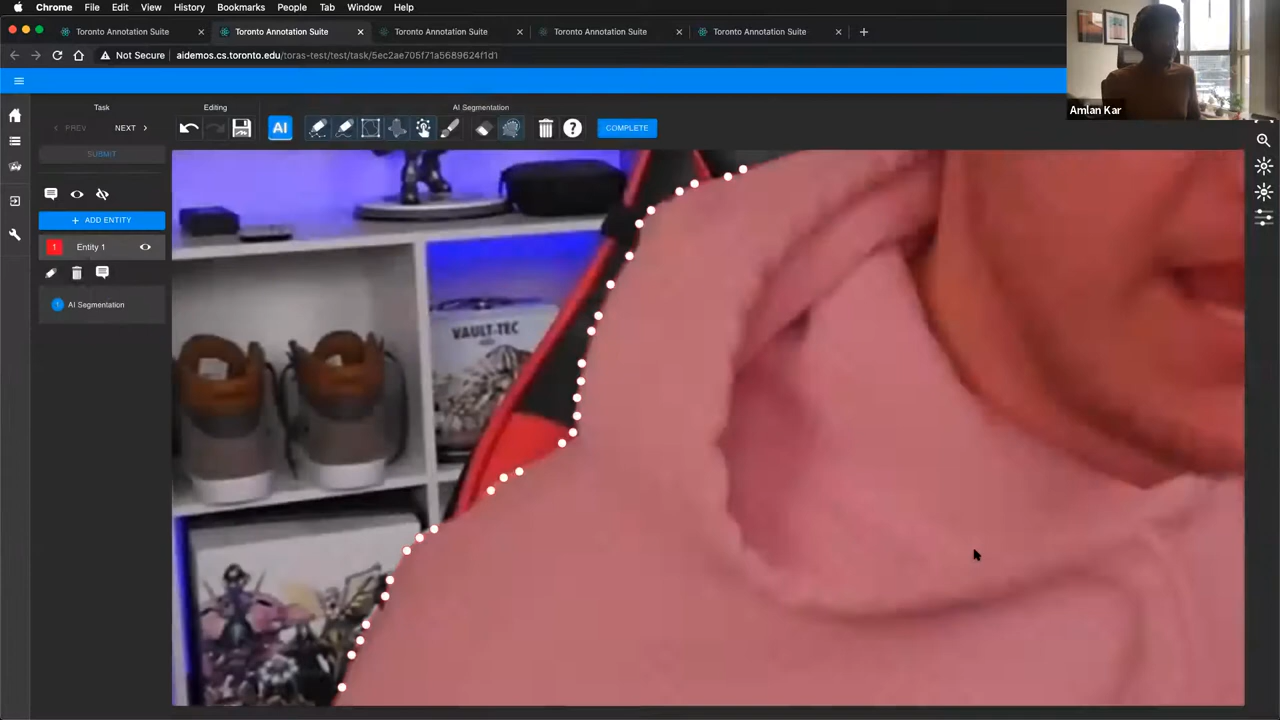 Chrome File Edit View History Bookmarks People Tab Window Help
Toronto Annotation Suite × Toronto Annotation Suite × Toronto Annotation Suite × Toronto Annotation Suite × Toronto Annotation Suite × +
Not Secure aidemos.cs.toronto.edu/toras-test/test/task/5ec2ae705f71a5689624f1d1
Amlan Kar
Task Editing AI Segmentation
PREV NEXT AI ? COMPLETE
SUBMIT
+ ADD ENTITY
1 Entity 1
1 AI Segmentation
VAULT-TEC